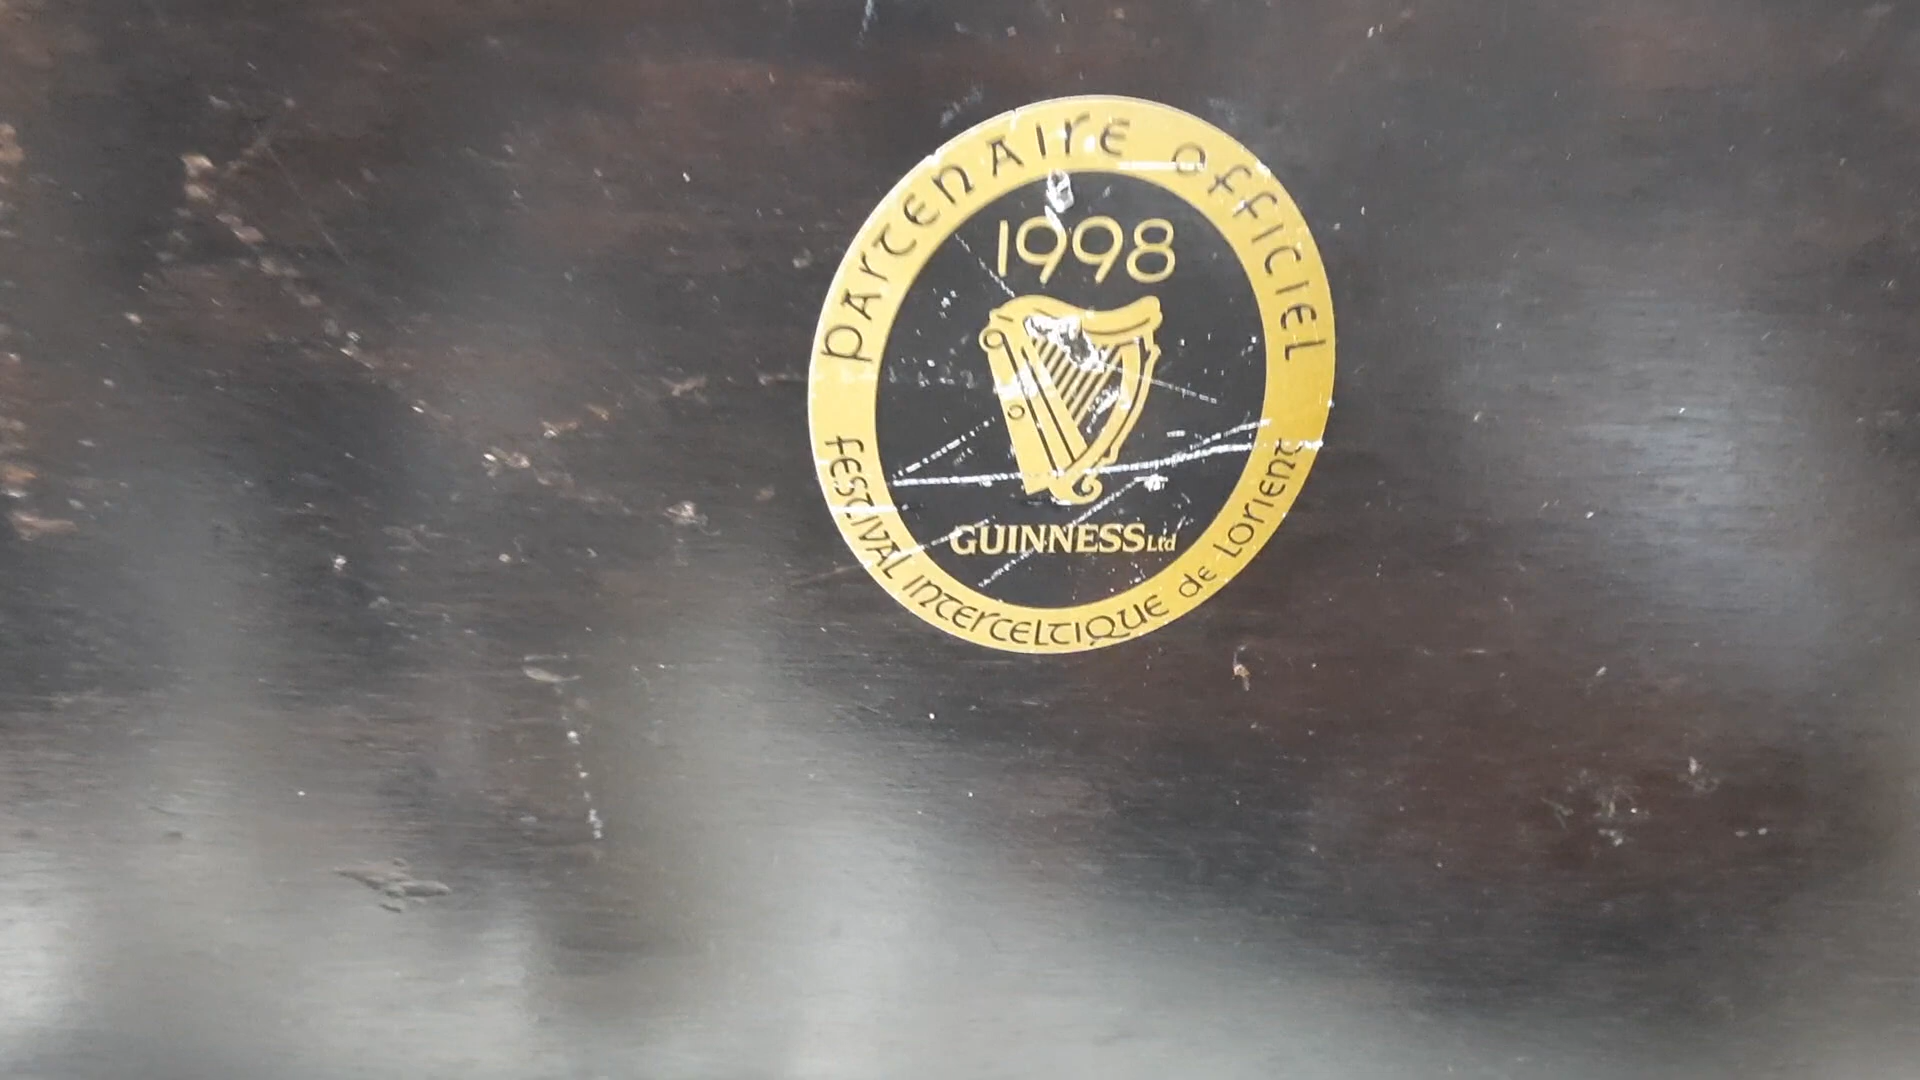 PARTENAIRE OFFICIEL
1998
GUINNESS Ltd
FESTIVAL INTERCELTIQUE de LORIENT